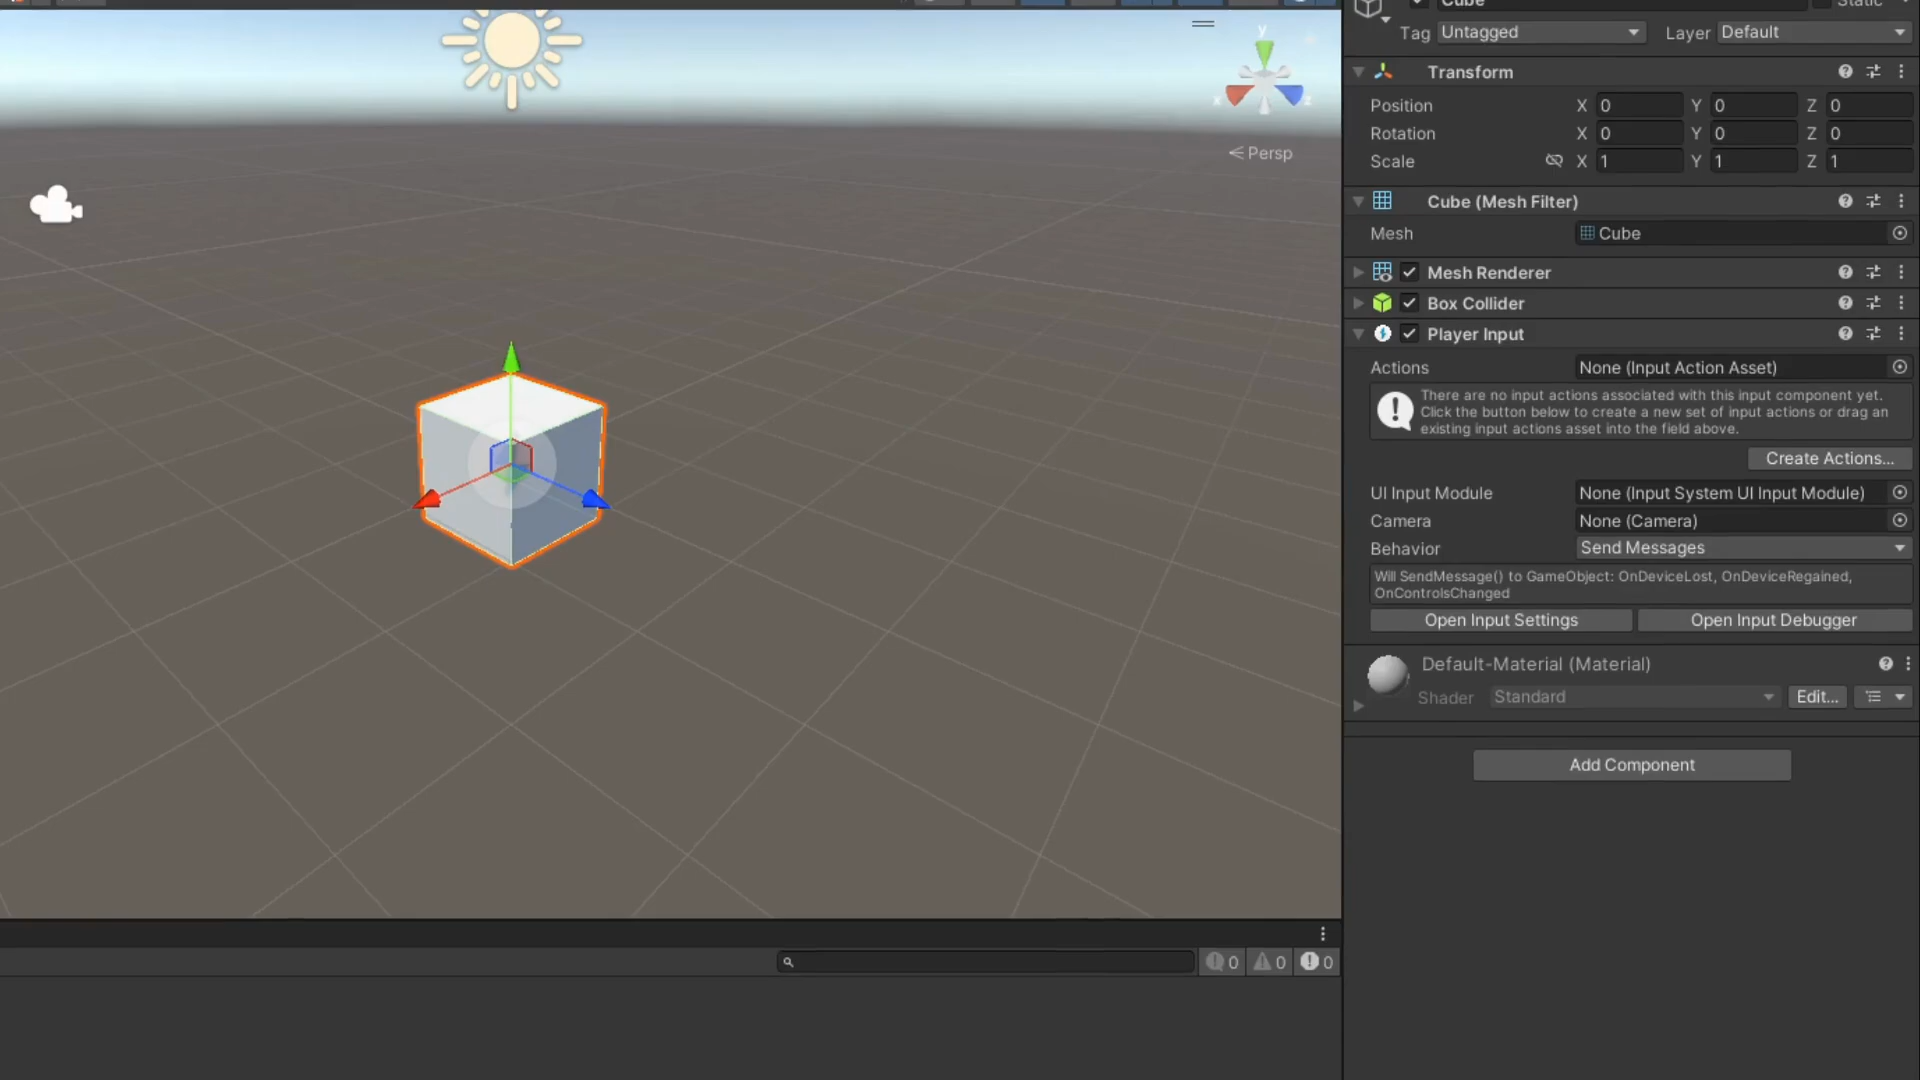 Cube
Static
Tag Untagged Layer Default
y
x
z
Persp
Transform
Position X 0 Y 0 Z 0
Rotation X 0 Y 0 Z 0
Scale X 1 Y 1 Z 1
Cube (Mesh Filter)
Mesh Cube
Mesh Renderer
Box Collider
Player Input
Actions None (Input Action Asset)
There are no input actions associated with this input component yet.
Click the button below to create a new set of input actions or drag an
existing input actions asset into the field above.
Create Actions...
UI Input Module None (Input System UI Input Module)
Camera None (Camera)
Behavior Send Messages
Will SendMessage() to GameObject: OnDeviceLost, OnDeviceRegained,
OnControlsChanged
Open Input Settings Open Input Debugger
Default-Material (Material)
Shader Standard Edit...
Add Component
0 0 0